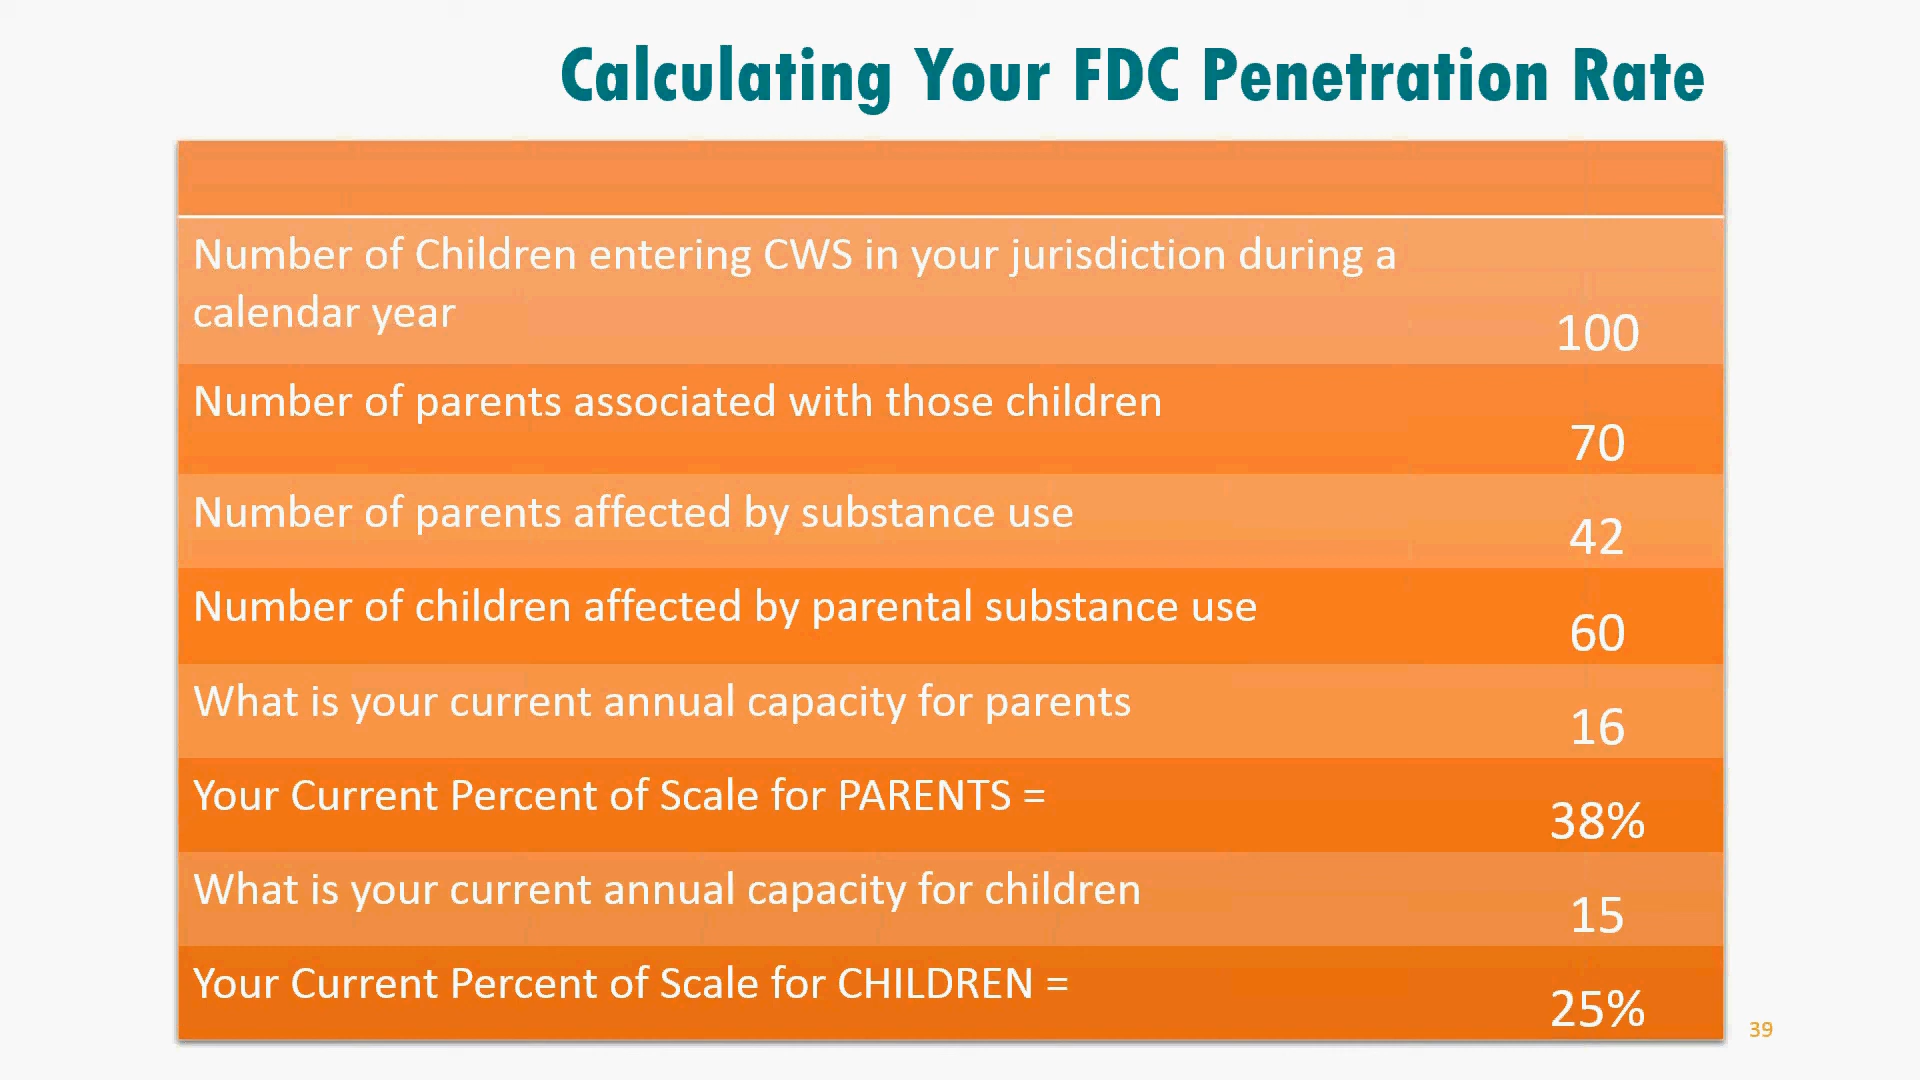 Calculating Your FDC Penetration Rate
Number of Children entering CWS in your jurisdiction during a
calendar year
100
Number of parents associated with those children
70
Number of parents affected by substance use
42
Number of children affected by parental substance use
60
What is your current annual capacity for parents
16
Your Current Percent of Scale for PARENTS =
38%
What is your current annual capacity for children
15
Your Current Percent of Scale for CHILDREN =
25%
39